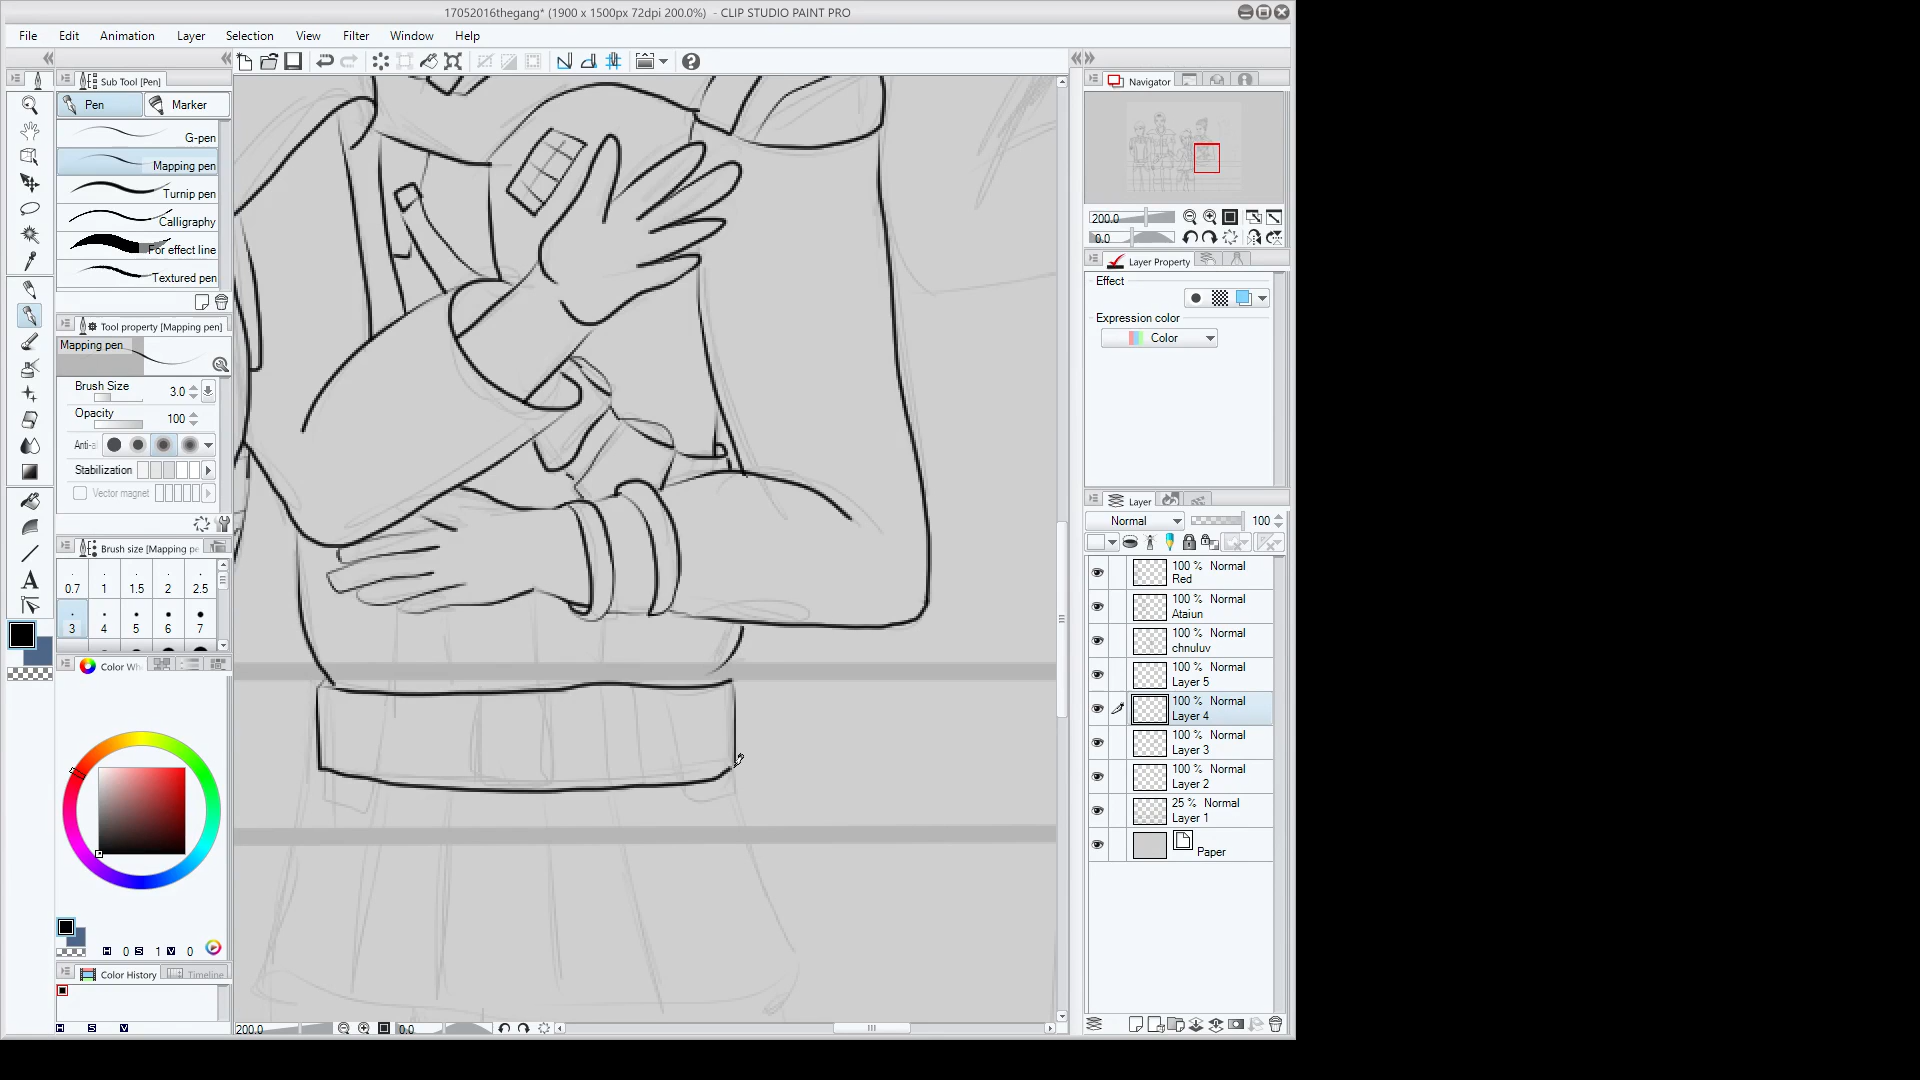 17052016thegang* (1900 x 1500px 72dpi 200.0%) - CLIP STUDIO PAINT PRO
File Edit Animation Layer Selection View Filter Window Help
Sub Tool [Pen]
Pen Marker
G-pen
Mapping pen
Turnip pen
Calligraphy
For effect line
Textured pen
Tool property [Mapping pen]
Mapping pen
Brush Size 3.0
Opacity 100
Anti-a
Stabilization
Vector magnet
Brush size [Mapping pe
0.7 1 1.5 2 2.5
3 4 5 6 7
Color Wh
H 0 S 1 V 0
Color History Timeline
H S V
200.0 0.0
Navigator
200.0
0.0
Layer Property
Effect
Expression color
Color
Layer
Normal 100
100 % Normal
Red
100 % Normal
Ataiun
100 % Normal
chnuluv
100 % Normal
Layer 5
100 % Normal
Layer 4
100 % Normal
Layer 3
100 % Normal
Layer 2
25 % Normal
Layer 1
Paper